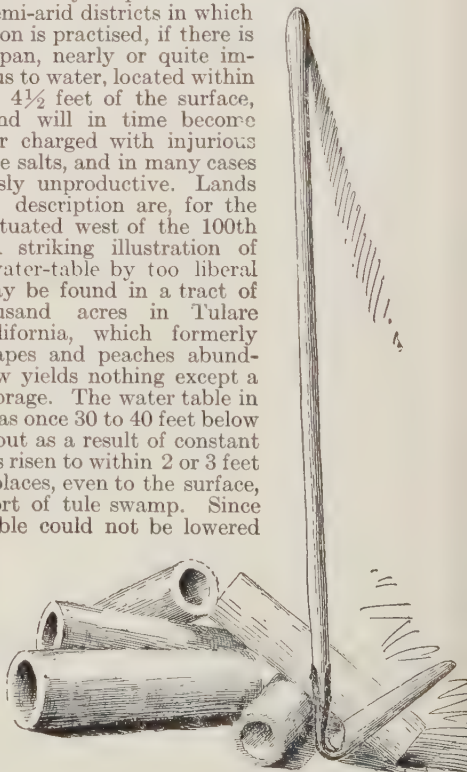 emi-arid districts in which
on is practised, if there is
pan, nearly or quite im-
us to water, located within
4½ feet of the surface,
nd will in time become
r charged with injurious
e salts, and in many cases
sly unproductive. Lands
description are, for the
tuated west of the 100th
striking illustration of
vater-table by too liberal
ay be found in a tract of
usand acres in Tulare
lifornia, which formerly
apes and peaches abund-
w yields nothing except a
orage. The water table in
as once 30 to 40 feet below
out as a result of constant
s risen to within 2 or 3 feet
places, even to the surface,
ort of tule swamp. Since
ble could not be lowered